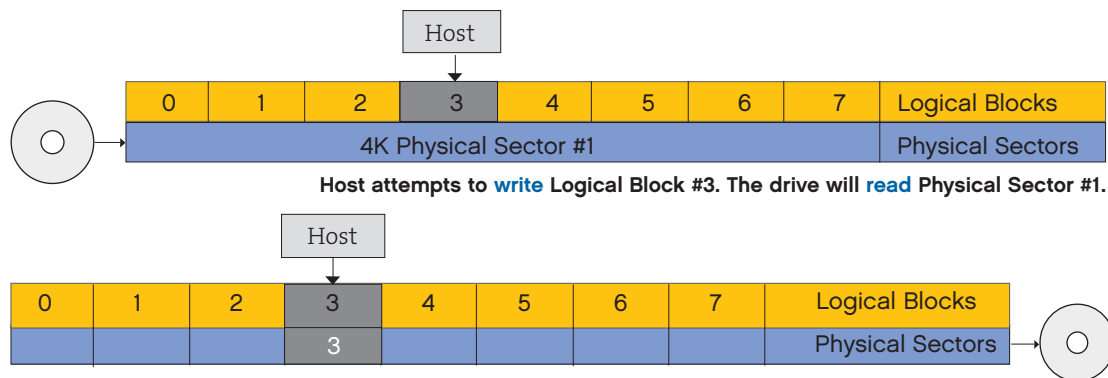 Host
0 1 2 3 4 5 6 7 Logical Blocks
4K Physical Sector #1 Physical Sectors
Host attempts to write Logical Block #3. The drive will read Physical Sector #1.
Host
0 1 2 3 4 5 6 7 Logical Blocks
3 Physical Sectors